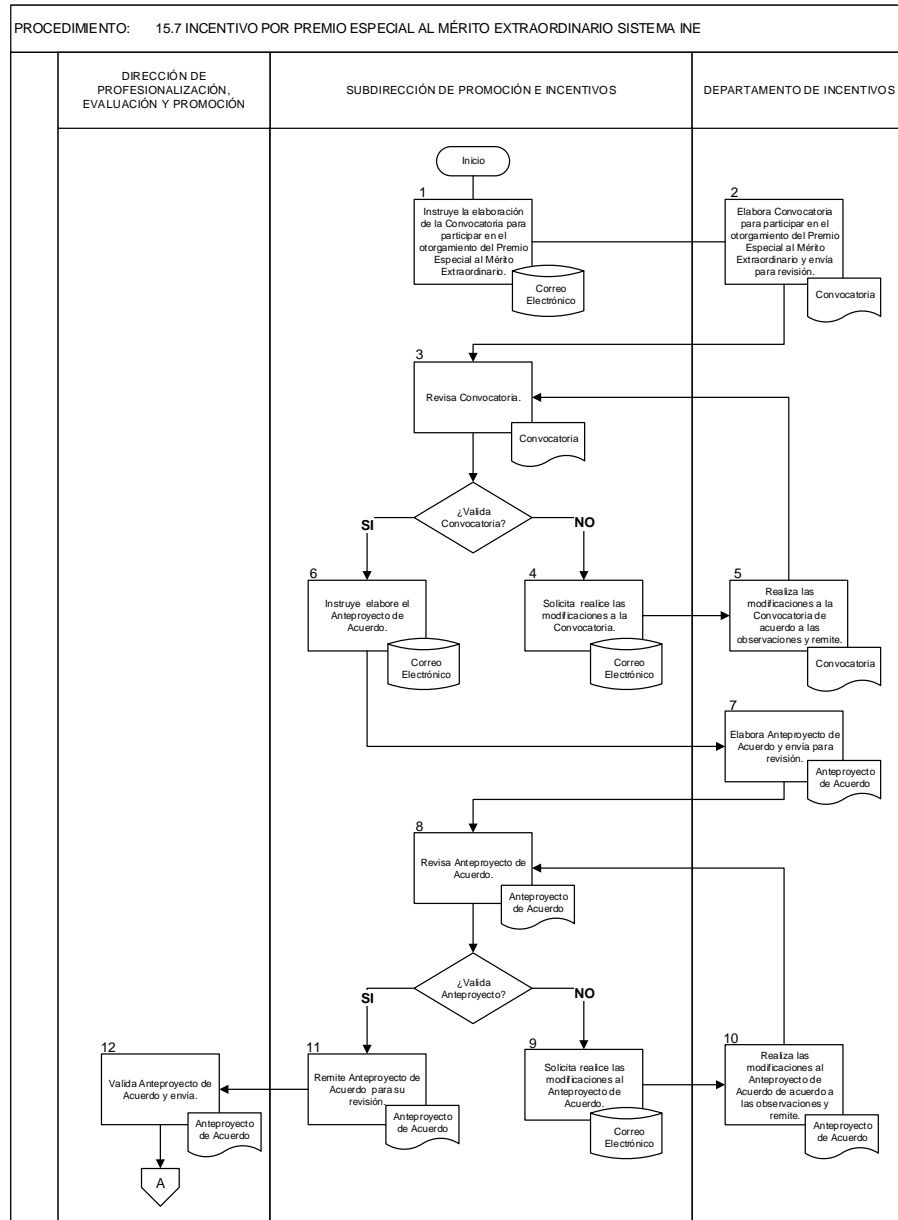 PROCEDIMIENTO: 15.7 INCENTIVO POR PREMIO ESPECIAL AL MÉRITO EXTRAORDINARIO SISTEMA INE
DIRECCIÓN DE
PROFESIONALIZACIÓN,
EVALUACIÓN Y PROMOCIÓN
SUBDIRECCIÓN DE PROMOCIÓN E INCENTIVOS
DEPARTAMENTO DE INCENTIVOS
Inicio
1
Instruye la elaboración
de la Convocatoria para
participar en el
otorgamiento del Premio
Especial al Mérito
Extraordinario.
Correo
Electrónico
2
Elabora Convocatoria
para participar en el
otorgamiento del Premio
Especial al Mérito
Extraordinario y envía
para revisión.
Convocatoria
3
Revisa Convocatoria.
Convocatoria
¿Valida
Convocatoria?
SI
NO
6
Instruye elabore el
Anteproyecto de
Acuerdo.
Correo
Electrónico
4
Solicita realice las
modificaciones a la
Convocatoria.
Correo
Electrónico
5
Realiza las
modificaciones a la
Convocatoria de
acuerdo a las
observaciones y remite.
Convocatoria
7
Elabora Anteproyecto de
Acuerdo y envía para
revisión.
Anteproyecto
de Acuerdo
8
Revisa Anteproyecto de
Acuerdo.
Anteproyecto
de Acuerdo
¿Valida
Anteproyecto?
SI
NO
12
Valida Anteproyecto de
Acuerdo y envía.
Anteproyecto
de Acuerdo
11
Remite Anteproyecto de
Acuerdo para su
revisión.
Anteproyecto
de Acuerdo
9
Solicita realice las
modificaciones al
Anteproyecto de
Acuerdo.
Correo
Electrónico
10
Realiza las
modificaciones al
Anteproyecto de
Acuerdo de acuerdo a
las observaciones y
remite.
Anteproyecto
de Acuerdo
A